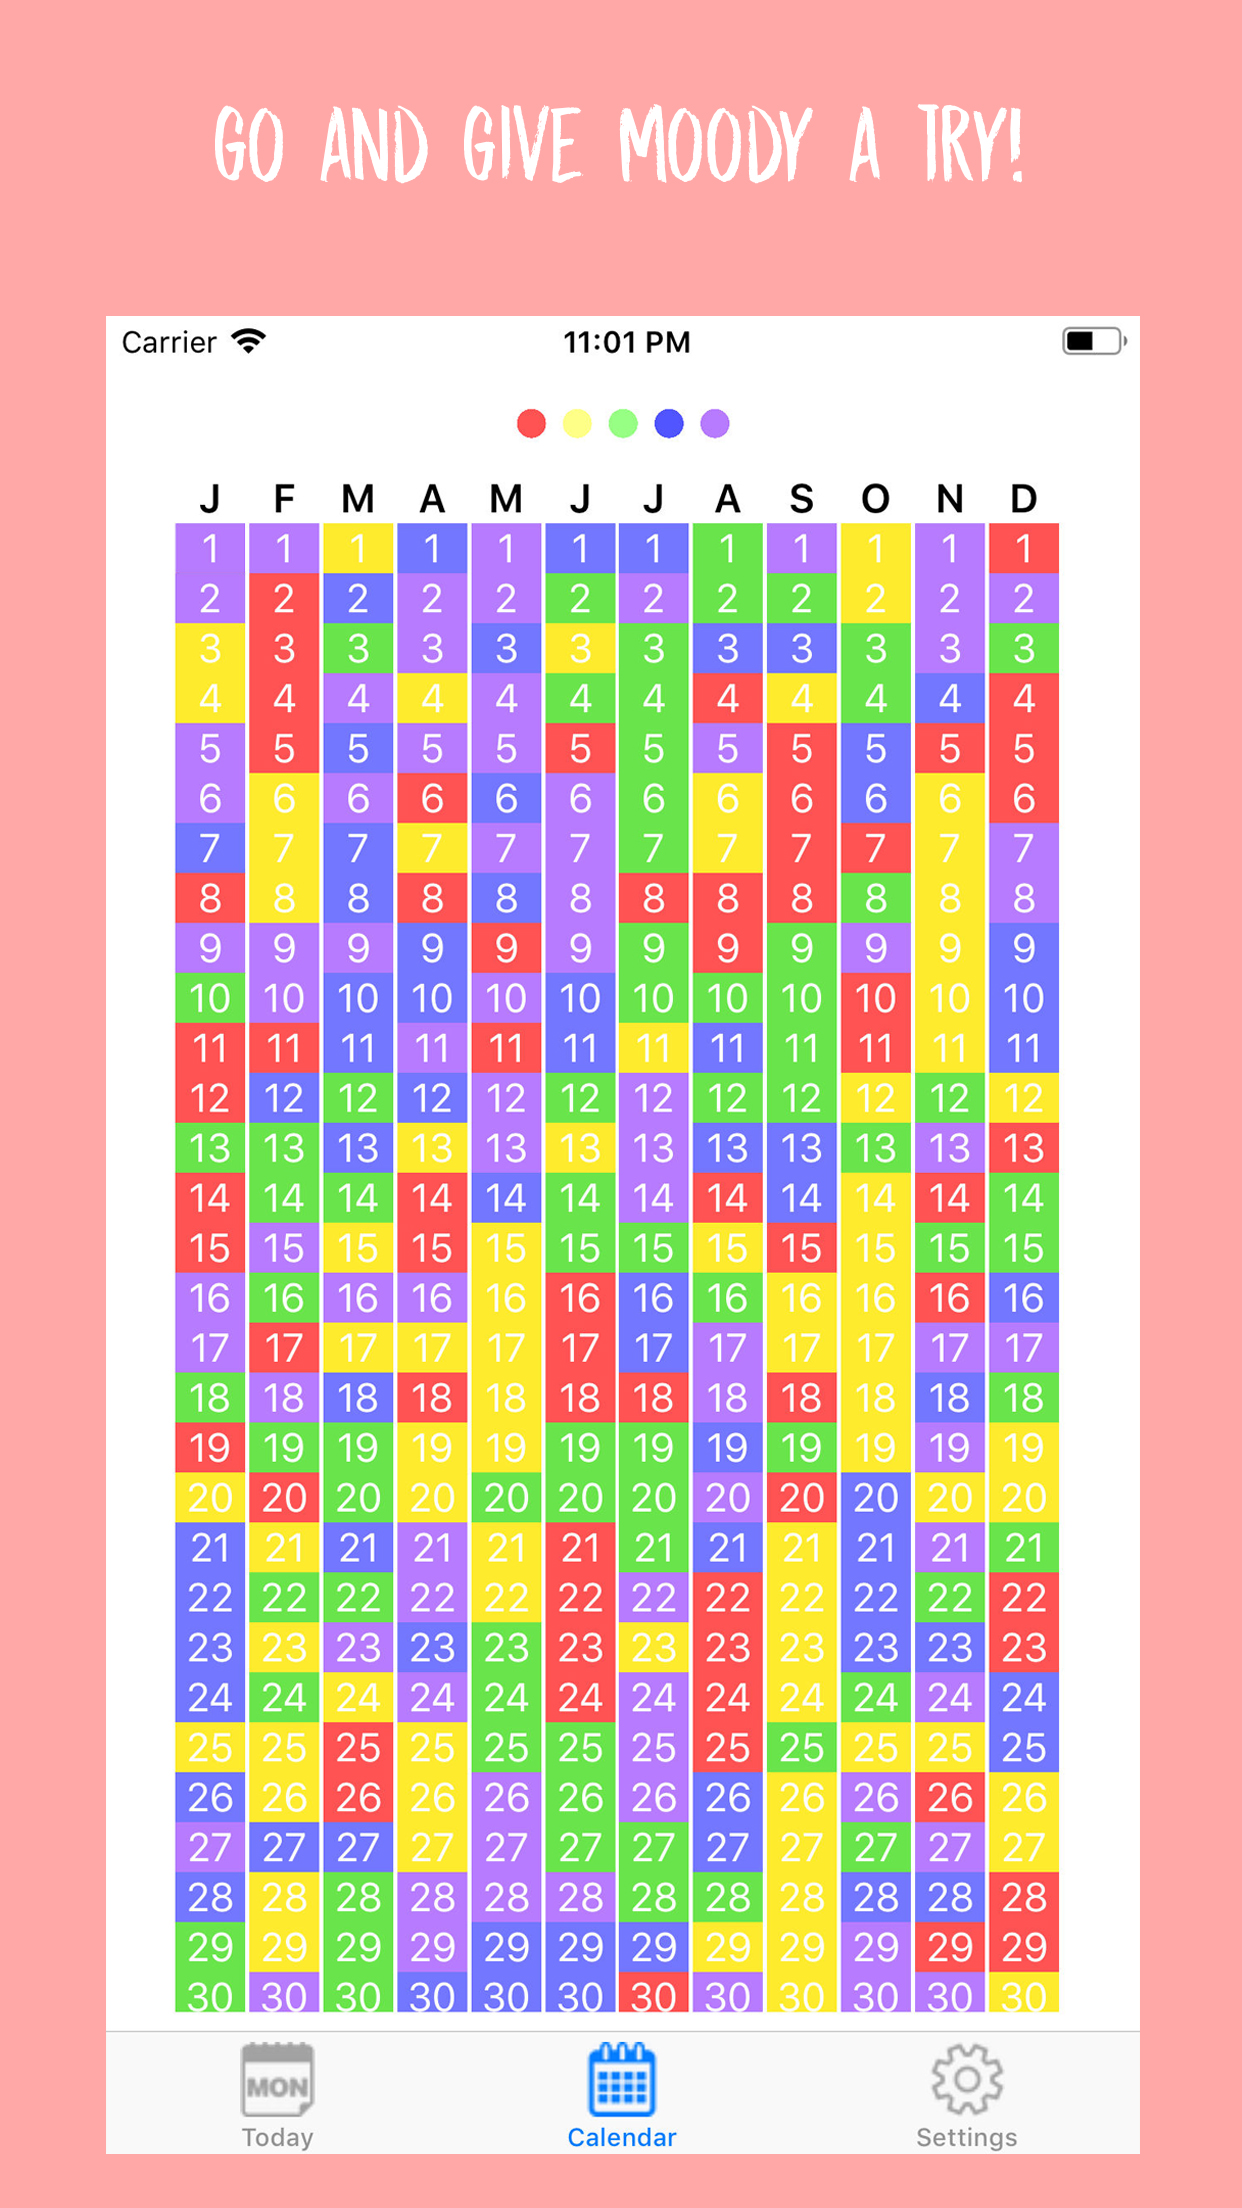 GO AND GIVE MOODY A TRY!
Carrier 11:01 PM
J F M A M J J A S O N D
1 1 1 1 1 1 1 1 1 1 1 1
2 2 2 2 2 2 2 2 2 2 2 2
3 3 3 3 3 3 3 3 3 3 3 3
4 4 4 4 4 4 4 4 4 4 4 4
5 5 5 5 5 5 5 5 5 5 5 5
6 6 6 6 6 6 6 6 6 6 6 6
7 7 7 7 7 7 7 7 7 7 7 7
8 8 8 8 8 8 8 8 8 8 8 8
9 9 9 9 9 9 9 9 9 9 9 9
10 10 10 10 10 10 10 10 10 10 10 10
11 11 11 11 11 11 11 11 11 11 11 11
12 12 12 12 12 12 12 12 12 12 12 12
13 13 13 13 13 13 13 13 13 13 13 13
14 14 14 14 14 14 14 14 14 14 14 14
15 15 15 15 15 15 15 15 15 15 15 15
16 16 16 16 16 16 16 16 16 16 16 16
17 17 17 17 17 17 17 17 17 17 17 17
18 18 18 18 18 18 18 18 18 18 18 18
19 19 19 19 19 19 19 19 19 19 19 19
20 20 20 20 20 20 20 20 20 20 20 20
21 21 21 21 21 21 21 21 21 21 21 21
22 22 22 22 22 22 22 22 22 22 22 22
23 23 23 23 23 23 23 23 23 23 23 23
24 24 24 24 24 24 24 24 24 24 24 24
25 25 25 25 25 25 25 25 25 25 25 25
26 26 26 26 26 26 26 26 26 26 26 26
27 27 27 27 27 27 27 27 27 27 27 27
28 28 28 28 28 28 28 28 28 28 28 28
29 29 29 29 29 29 29 29 29 29 29 29
30 30 30 30 30 30 30 30 30 30 30 30
MON
Today Calendar Settings